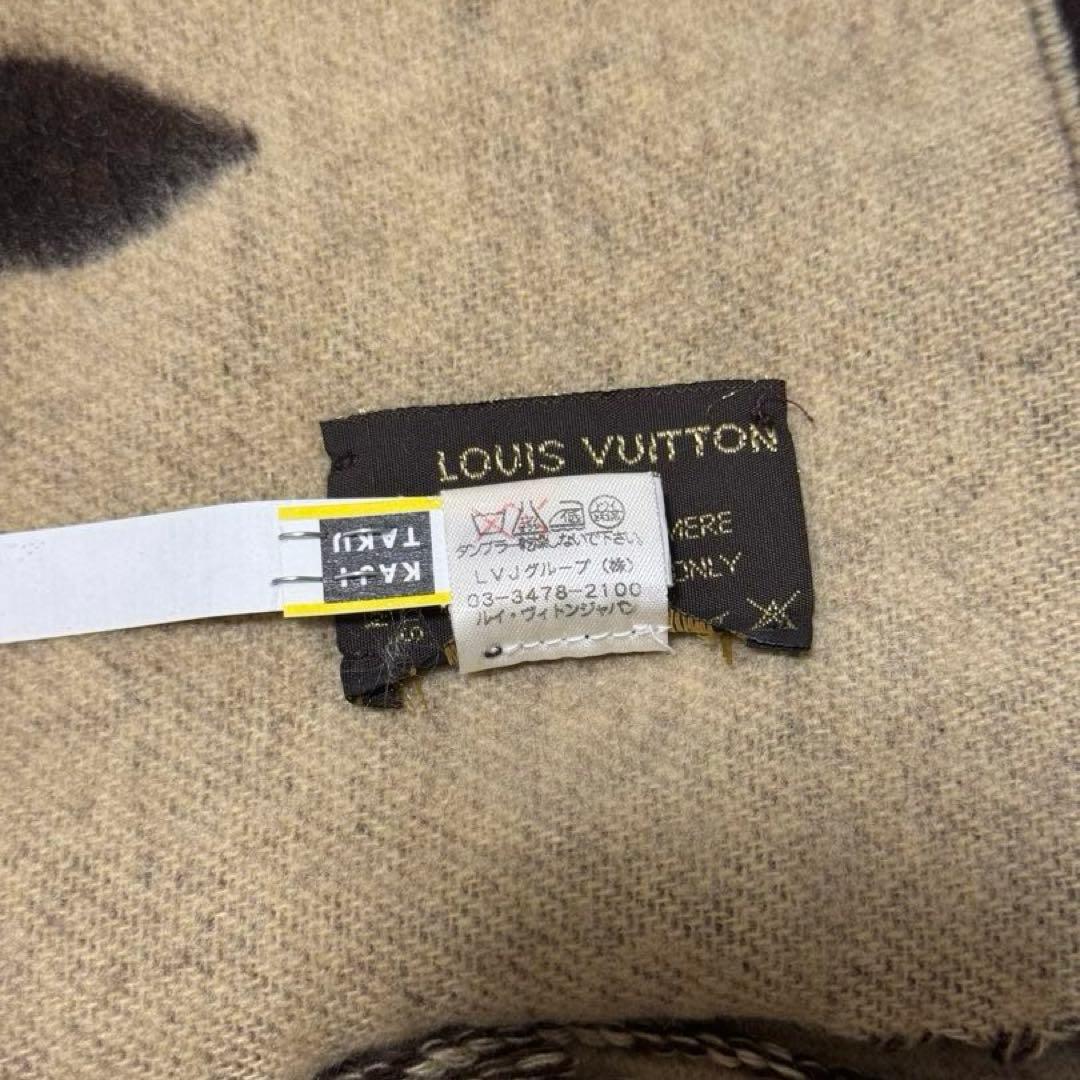 LOUIS VUITTON
MERE
ONLY
タンブラー乾燥しないで下さい。
LVJグループ (株)
03-3478-2100
ルイ・ヴィトンジャパン
KAJI
TAKU